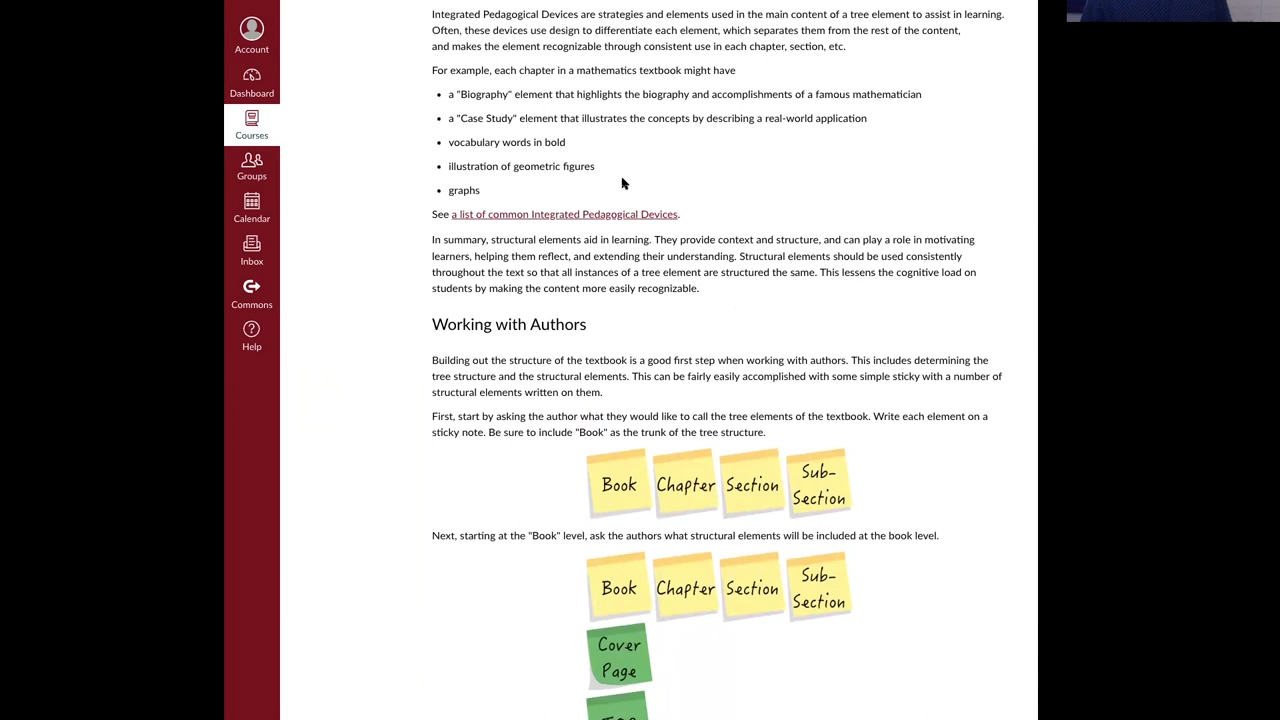 Account
Dashboard
Courses
Groups
Calendar
Inbox
Commons
Help
Integrated Pedagogical Devices are strategies and elements used in the main content of a tree element to assist in learning.
Often, these devices use design to differentiate each element, which separates them from the rest of the content,
and makes the element recognizable through consistent use in each chapter, section, etc.
For example, each chapter in a mathematics textbook might have
• a "Biography" element that highlights the biography and accomplishments of a famous mathematician
• a "Case Study" element that illustrates the concepts by describing a real-world application
• vocabulary words in bold
• illustration of geometric figures
• graphs
See a list of common Integrated Pedagogical Devices.
In summary, structural elements aid in learning. They provide context and structure, and can play a role in motivating
learners, helping them reflect, and extending their understanding. Structural elements should be used consistently
throughout the text so that all instances of a tree element are structured the same. This lessens the cognitive load on
students by making the content more easily recognizable.
Working with Authors
Building out the structure of the textbook is a good first step when working with authors. This includes determining the
tree structure and the structural elements. This can be fairly easily accomplished with some simple sticky with a number of
structural elements written on them.
First, start by asking the author what they would like to call the tree elements of the textbook. Write each element on a
sticky note. Be sure to include "Book" as the trunk of the tree structure.
Book Chapter Section Sub-
Section
Next, starting at the "Book" level, ask the authors what structural elements will be included at the book level.
Book Chapter Section Sub-
Section
Cover
Page